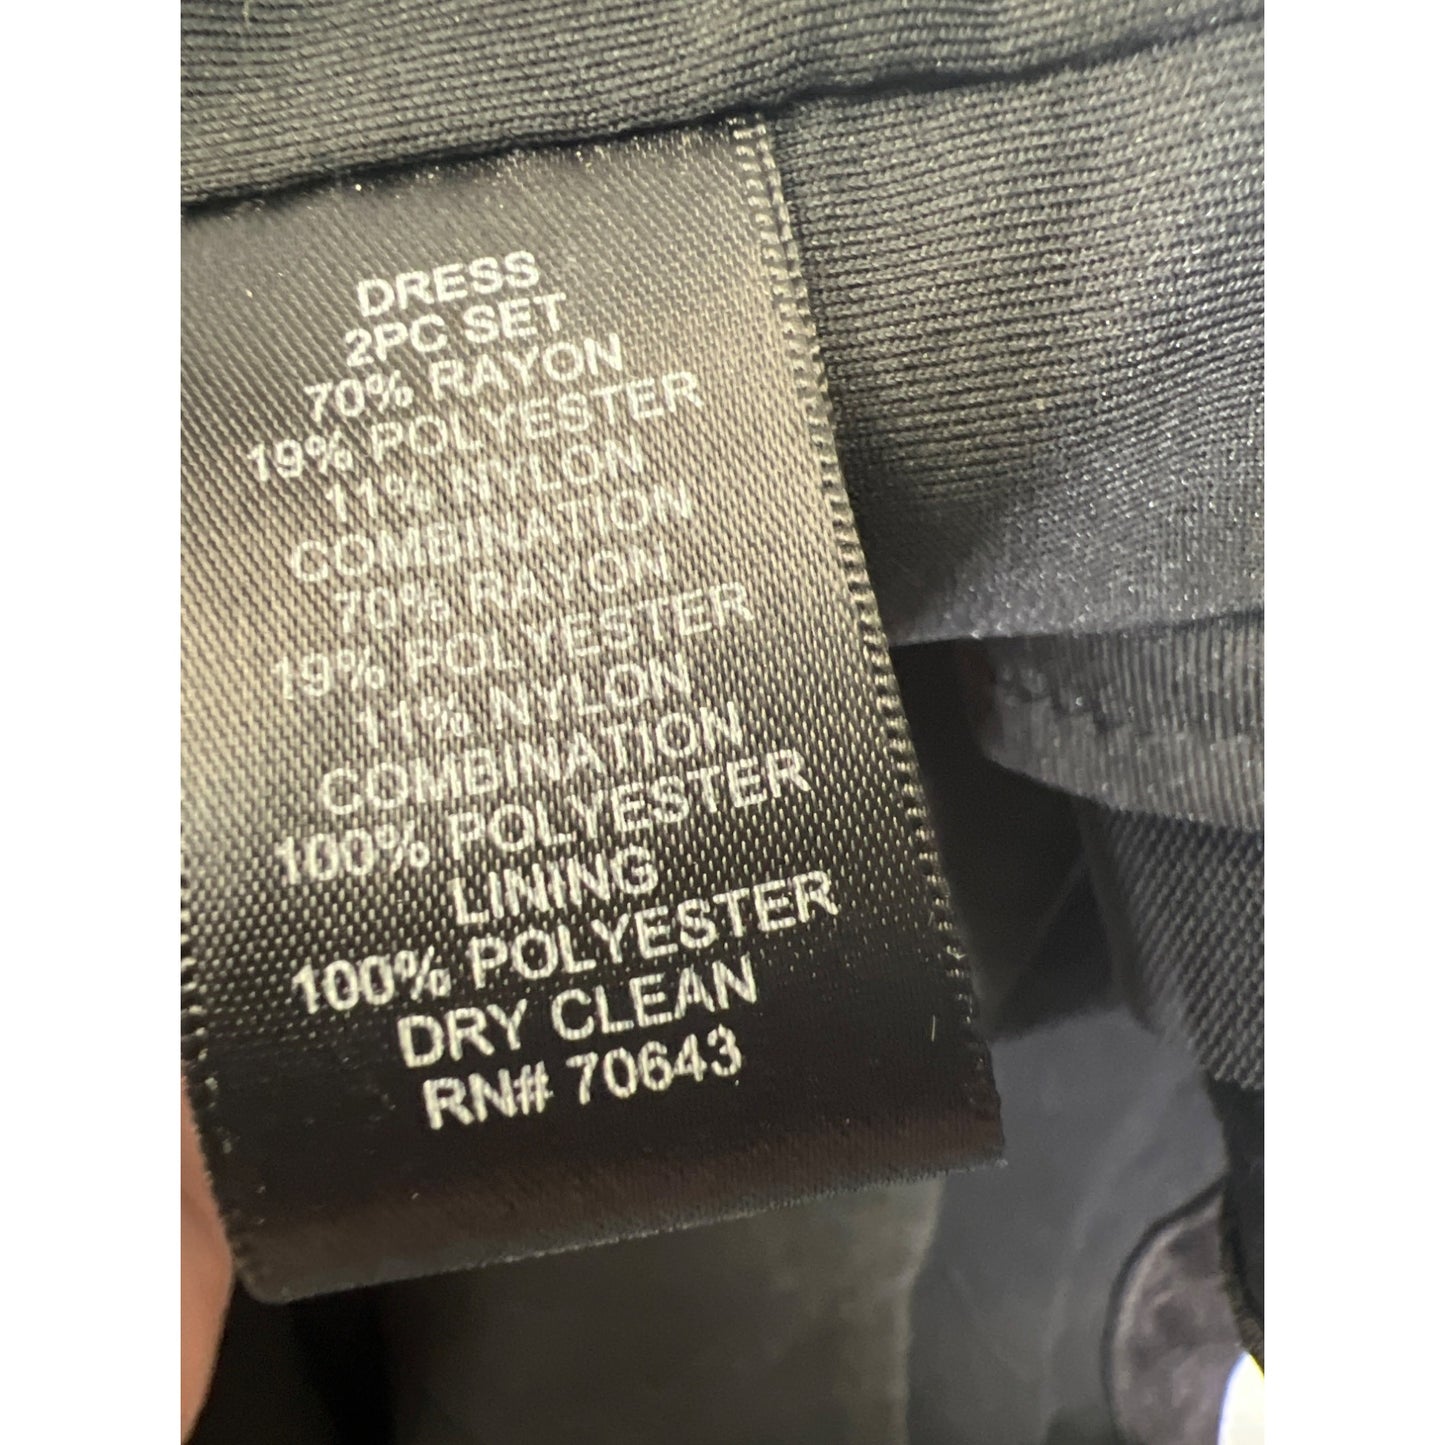 DRESS
2PC SET
70% RAYON
19% POLYESTER
11% NYLON
COMBINATION
70% RAYON
19% POLYESTER
11% NYLON
COMBINATION
100% POLYESTER
LINING
100% POLYESTER
DRY CLEAN
RN# 70643